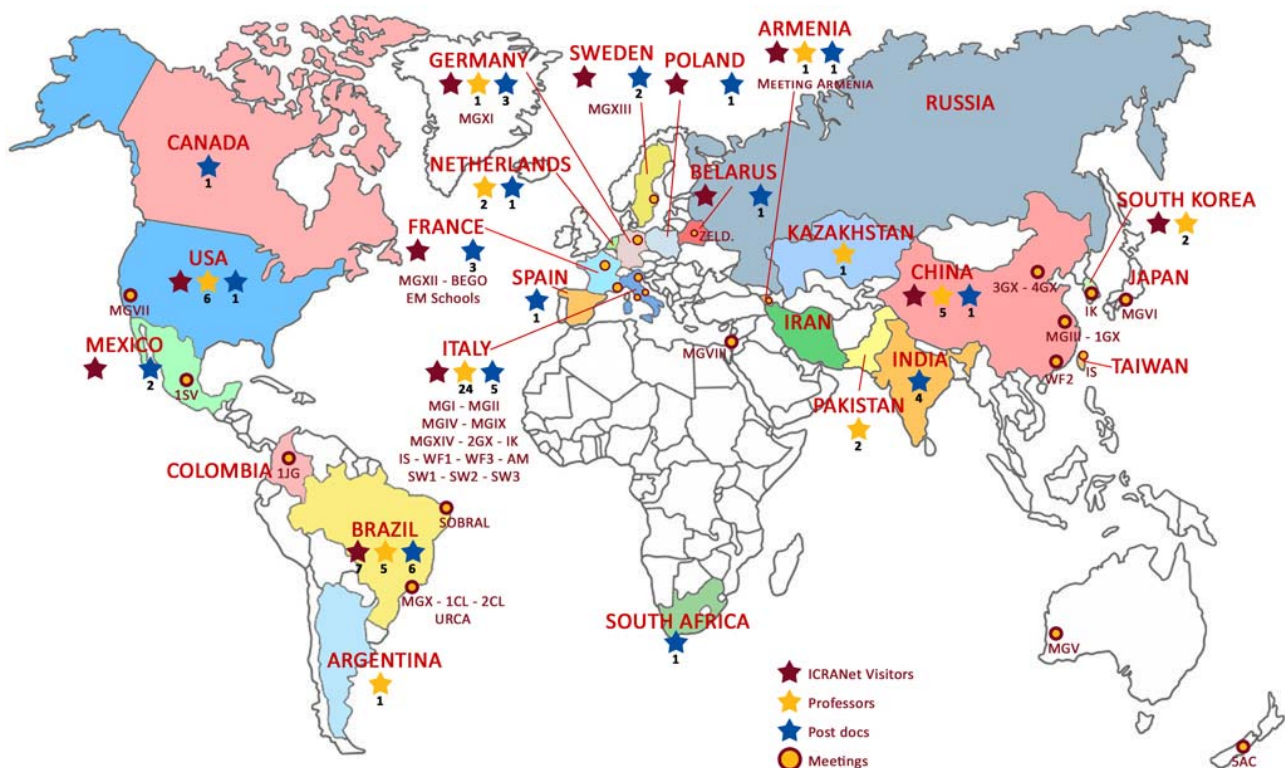 ARMENIA
1 1
MEETING ARMENIA
GERMANY
1 3
MGXI
SWEDEN
2
MGXIII
POLAND
1
RUSSIA
CANADA
1
NETHERLANDS
2 1
BELARUS
1
ZELD.
SOUTH KOREA
2
FRANCE
3
MGXII - BEGO
EM SCHOOLS
KAZAKHSTAN
1
USA
6 1
MGVII
SPAIN
1
CHINA
5 1
3GX - 4GX
JAPAN
IK
MGVI
IRAN
MGIII - 1GX
MEXICO
2
1SV
ITALY
24 5
MGI - MGII
MGIV - MGIX
MGXIV - 2GX - IK
IS - WF1 - WF3 - AM
SW1 - SW2 - SW3
MGVIII
INDIA
4
WF2
IS
TAIWAN
PAKISTAN
2
COLOMBIA
1JG
SOBRAL
BRAZIL
7 5 6
MGX - 1CL - 2CL
URCA
SOUTH AFRICA
1
MGV
ARGENTINA
1
ICRANet Visitors
Professors
Post docs
Meetings
5AC